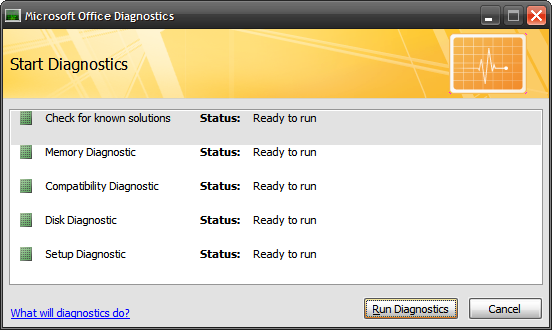 Microsoft Office Diagnostics
Start Diagnostics
Check for known solutions Status: Ready to run
Memory Diagnostic Status: Ready to run
Compatibility Diagnostic Status: Ready to run
Disk Diagnostic Status: Ready to run
Setup Diagnostic Status: Ready to run
What will diagnostics do? Run Diagnostics Cancel